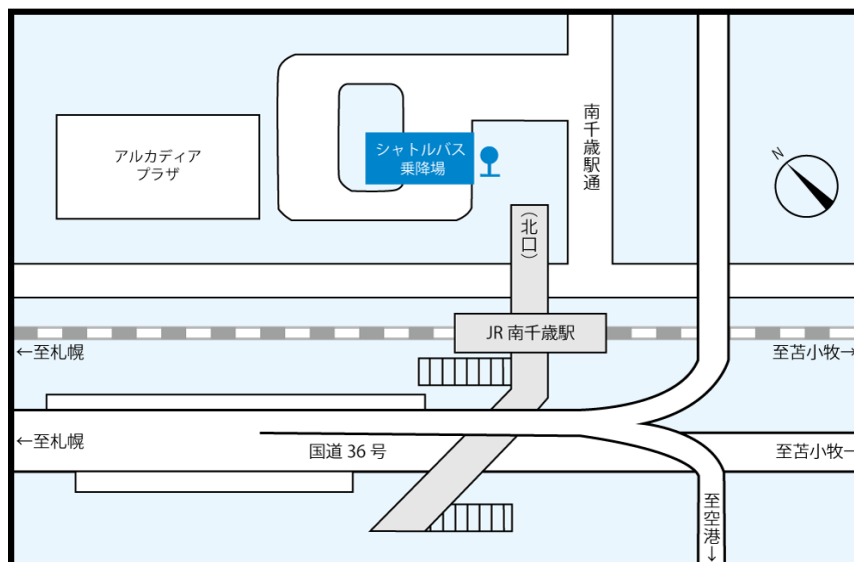 アルカディア
プラザ
シャトルバス
乗降場
南千歳駅通
N
（北口）
JR 南千歳駅
←至札幌
至苫小牧→
←至札幌
国道 36 号
至苫小牧→
至空港→